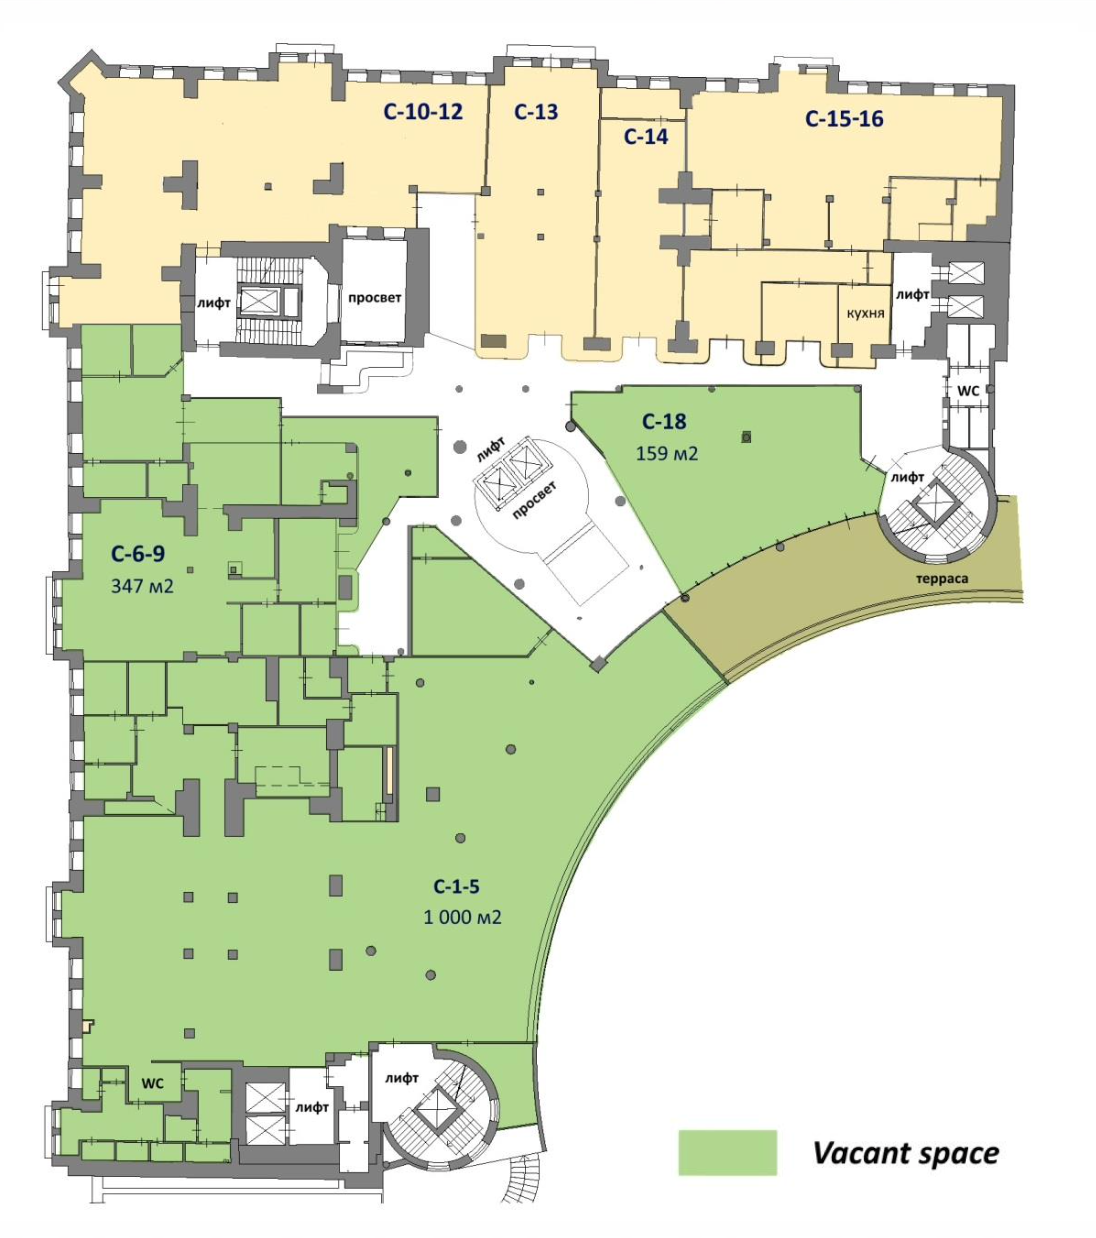 C-10-12
C-13
C-14
C-15-16
лифт
просвет
лифт
кухня
WC
C-18
159 м2
лифт
просвет
лифт
терраса
C-6-9
347 м2
C-1-5
1 000 м2
WC
лифт
лифт
Vacant space